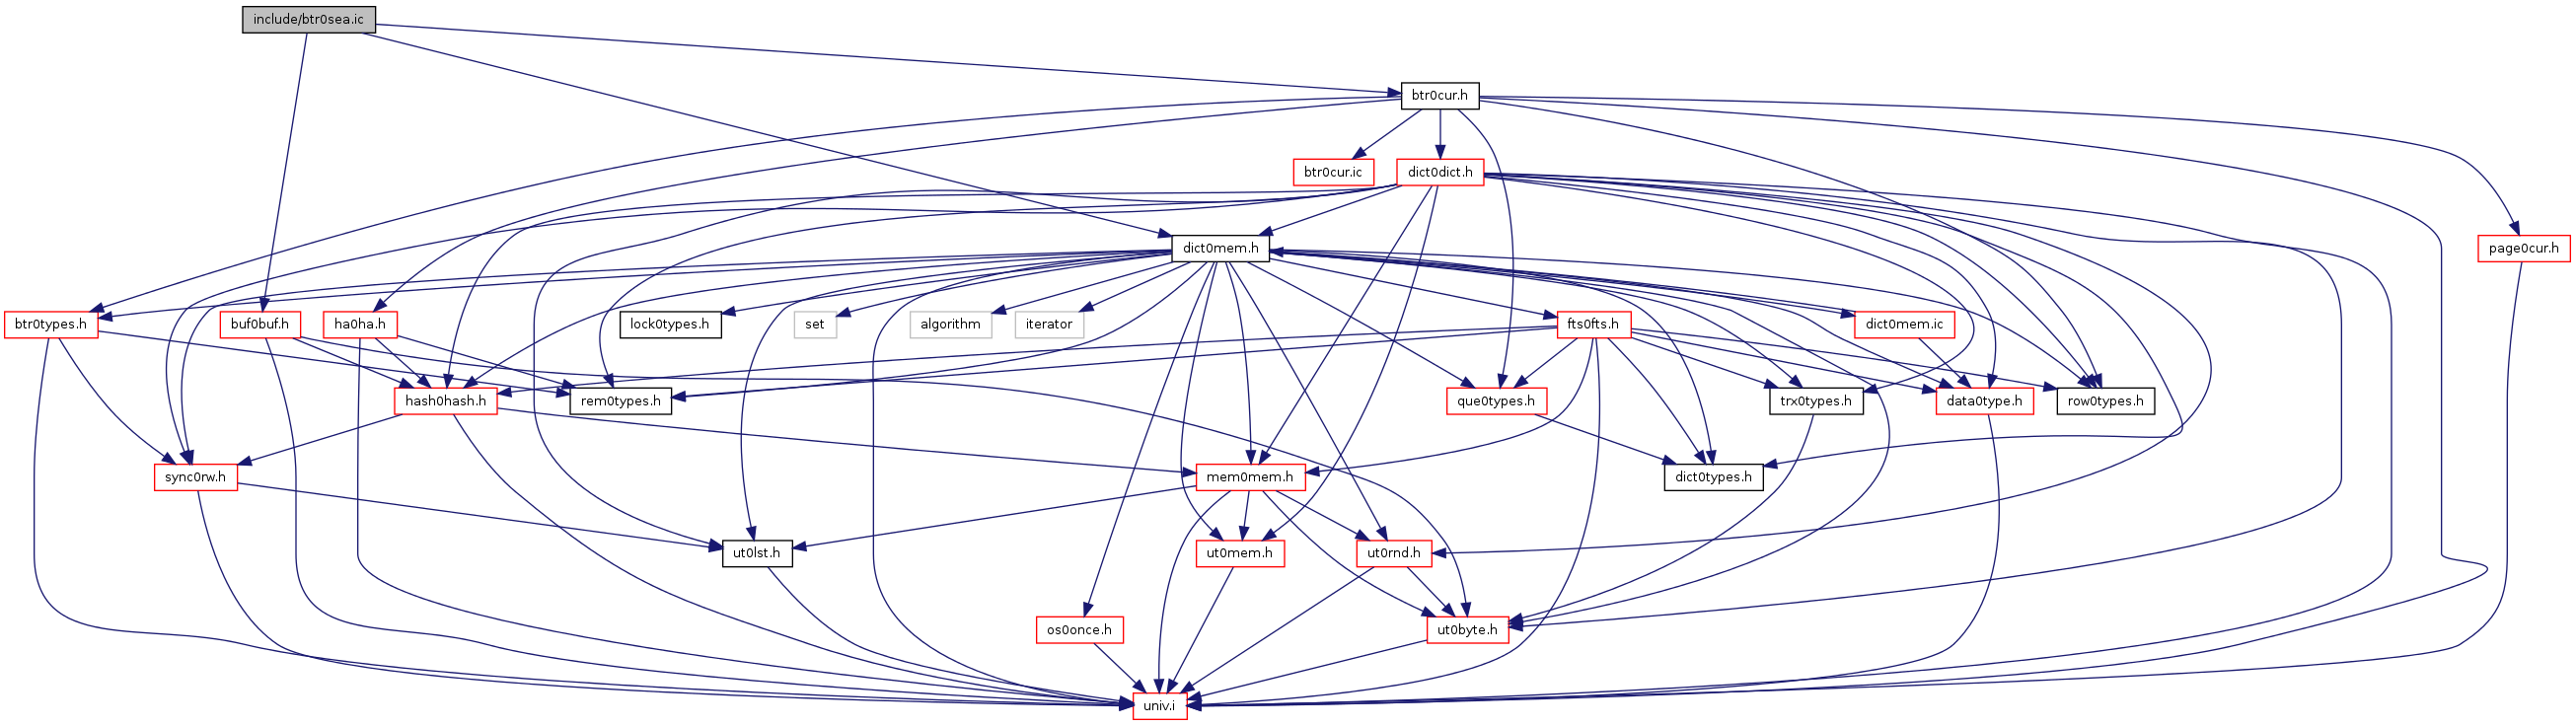 include/btr0sea.ic
btr0cur.h
btr0cur.ic
dict0dict.h
dict0mem.h
page0cur.h
btr0types.h
buf0buf.h
ha0ha.h
lock0types.h
set
algorithm
iterator
fts0fts.h
dict0mem.ic
hash0hash.h
rem0types.h
que0types.h
trx0types.h
data0type.h
row0types.h
sync0rw.h
mem0mem.h
dict0types.h
ut0lst.h
ut0mem.h
ut0rnd.h
os0once.h
ut0byte.h
univ.i